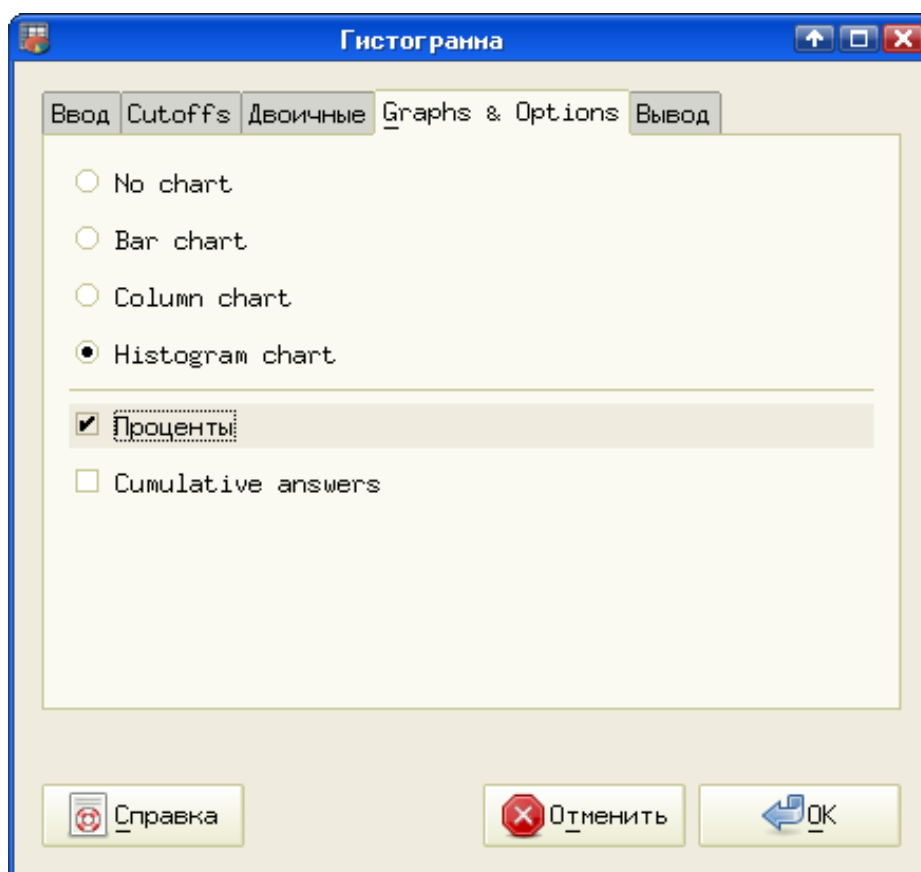 Гистограмма
Ввод Cutoffs Двоичные Graphs & Options Вывод
No chart
Bar chart
Column chart
Histogram chart
Проценты
Cumulative answers
Справка Отменить OK